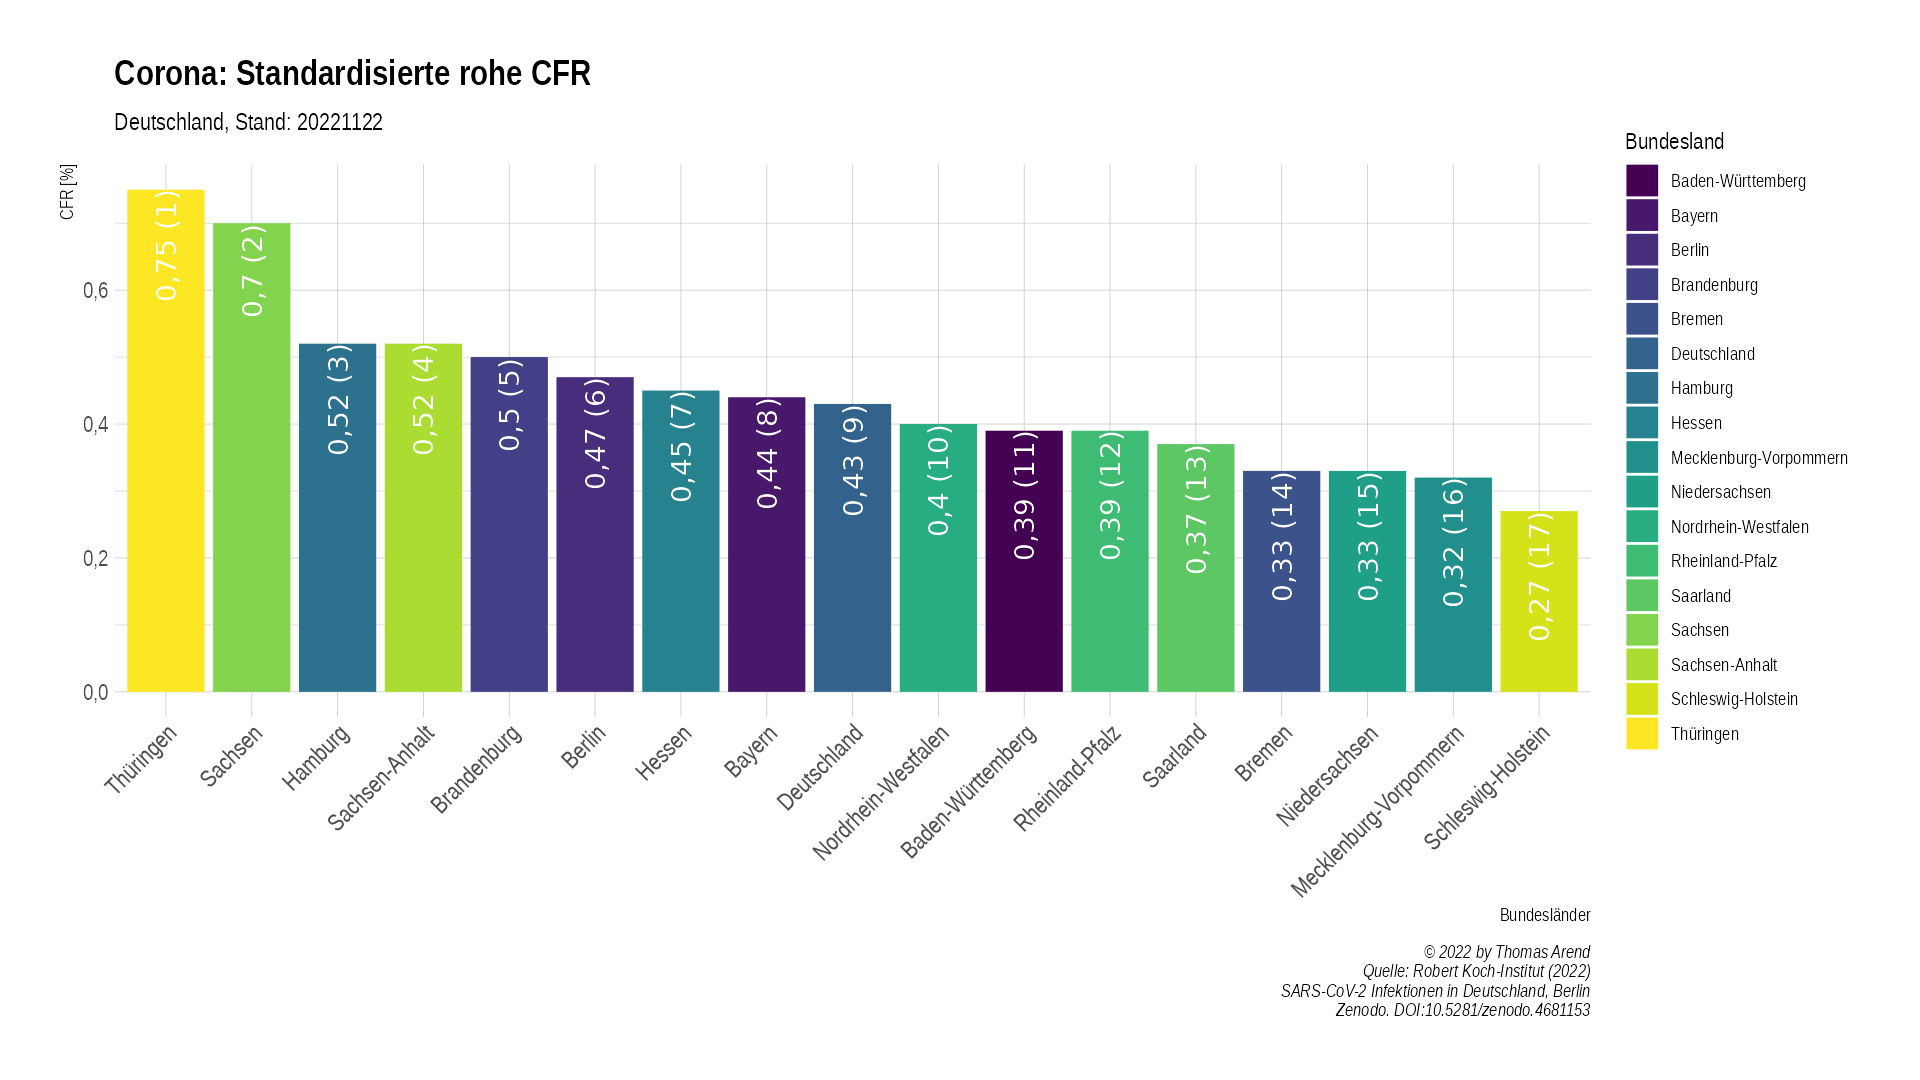 Corona: Standardisierte rohe CFR
Deutschland, Stand: 20221122
CFR [%]
0,6
0,4
0,2
0,0
0,75 (1)
0,7 (2)
0,52 (3)
0,52 (4)
0,5 (5)
0,47 (6)
0,45 (7)
0,44 (8)
0,43 (9)
0,4 (10)
0,39 (11)
0,39 (12)
0,37 (13)
0,33 (14)
0,33 (15)
0,32 (16)
0,27 (17)
Thüringen
Sachsen
Hamburg
Sachsen-Anhalt
Brandenburg
Berlin
Hessen
Bayern
Deutschland
Nordrhein-Westfalen
Baden-Württemberg
Rheinland-Pfalz
Saarland
Bremen
Niedersachsen
Mecklenburg-Vorpommern
Schleswig-Holstein
Bundesländer
Bundesland
Baden-Württemberg
Bayern
Berlin
Brandenburg
Bremen
Deutschland
Hamburg
Hessen
Mecklenburg-Vorpommern
Niedersachsen
Nordrhein-Westfalen
Rheinland-Pfalz
Saarland
Sachsen
Sachsen-Anhalt
Schleswig-Holstein
Thüringen
© 2022 by Thomas Arend
Quelle: Robert Koch-Institut (2022)
SARS-CoV-2 Infektionen in Deutschland, Berlin
Zenodo. DOI:10.5281/zenodo.4681153